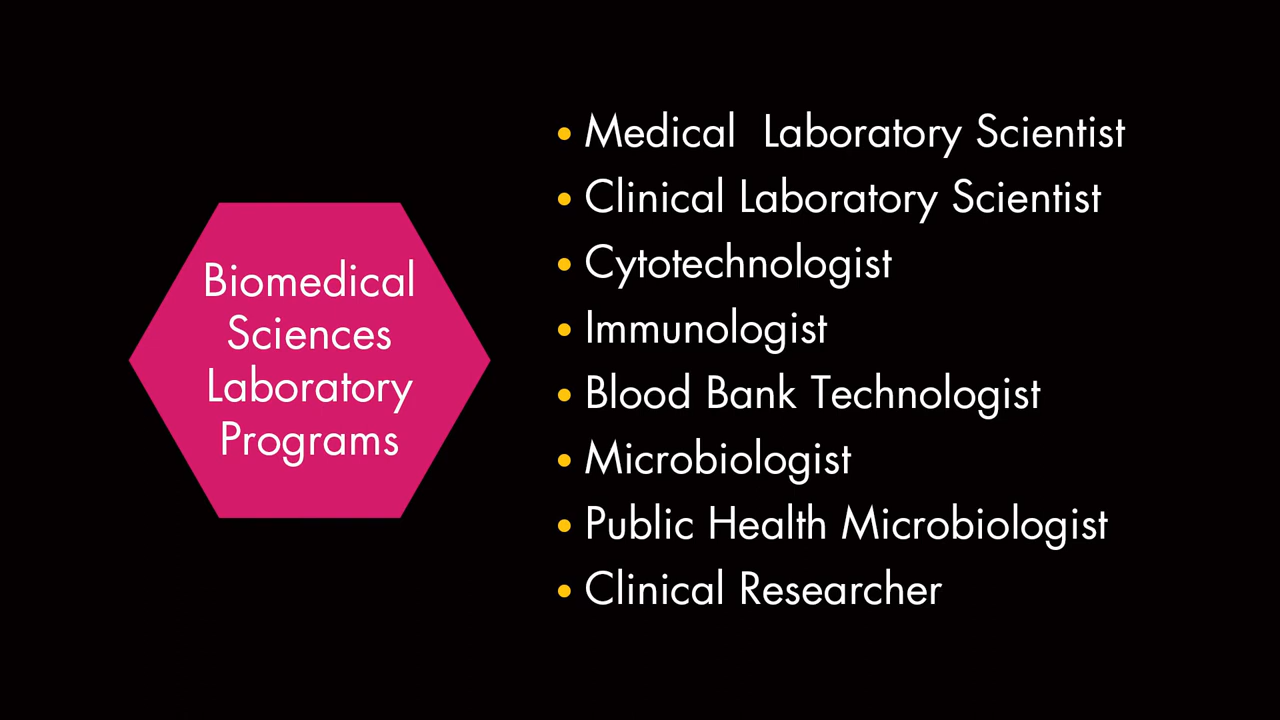 Biomedical
Sciences
Laboratory
Programs
• Medical  Laboratory Scientist
• Clinical Laboratory Scientist
• Cytotechnologist
• Immunologist
• Blood Bank Technologist
• Microbiologist
• Public Health Microbiologist
• Clinical Researcher